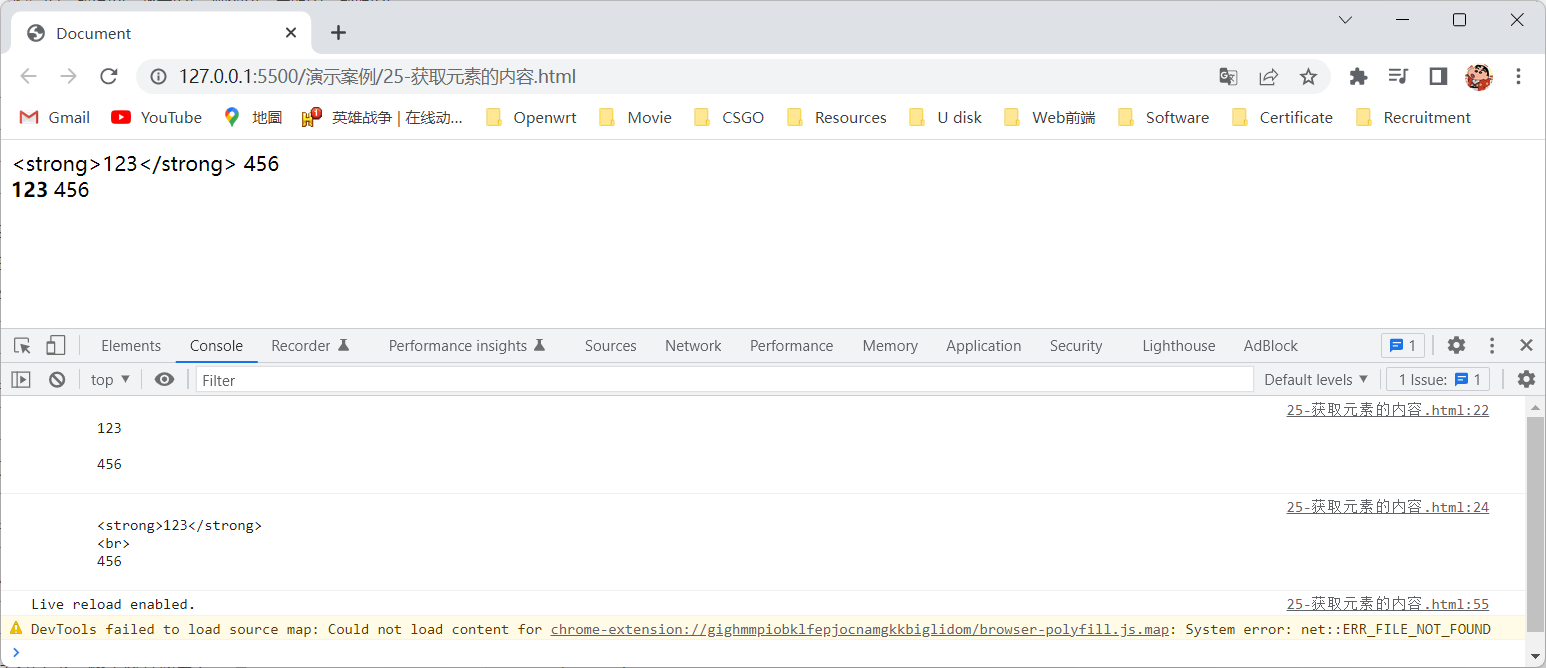 Document
127.0.0.1:5500/演示案例/25-获取元素的内容.html
Gmail YouTube 地圖 英雄战争 | 在线动... Openwrt Movie CSGO Resources U disk Web前端 Software Certificate Recruitment
<strong>123</strong> 456
123 456
Elements Console Recorder Performance insights Sources Network Performance Memory Application Security Lighthouse AdBlock 1
top Filter Default levels 1 Issue: 1
25-获取元素的内容.html:22
123
456
25-获取元素的内容.html:24
<strong>123</strong>
<br>
456
Live reload enabled. 25-获取元素的内容.html:55
DevTools failed to load source map: Could not load content for chrome-extension://gighmmpiobklfepjocnamgkkbiglidom/browser-polyfill.js.map: System error: net::ERR_FILE_NOT_FOUND